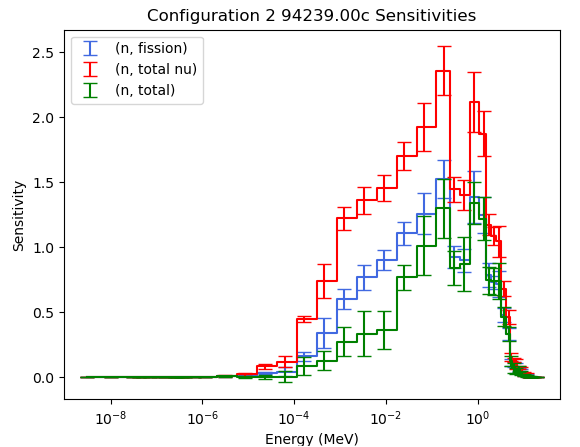 Configuration 2 94239.00c Sensitivities
(n, fission)
(n, total nu)
(n, total)
2.5
2.0
1.5
1.0
0.5
0.0
Sensitivity
10⁻⁸ 10⁻⁶ 10⁻⁴ 10⁻² 10⁰
Energy (MeV)